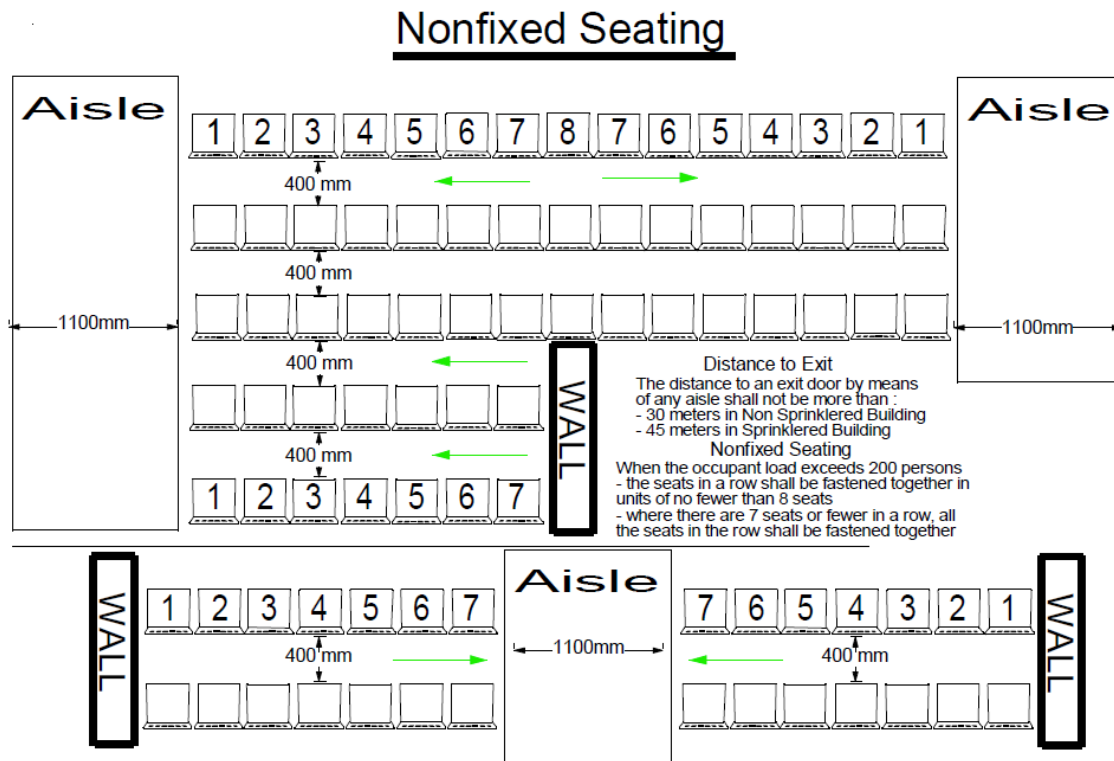 Nonfixed Seating
Aisle
Aisle
1 2 3 4 5 6 7 8 7 6 5 4 3 2 1
400 mm
400 mm
1100mm
1100mm
400 mm
Distance to Exit
The distance to an exit door by means
of any aisle shall not be more than :
- 30 meters in Non Sprinklered Building
- 45 meters in Sprinklered Building
WALL
400 mm
Nonfixed Seating
When the occupant load exceeds 200 persons
- the seats in a row shall be fastened together in
units of no fewer than 8 seats
- where there are 7 seats or fewer in a row, all
the seats in the row shall be fastened together
1 2 3 4 5 6 7
WALL
Aisle
WALL
1 2 3 4 5 6 7
7 6 5 4 3 2 1
400 mm
1100mm
400 mm